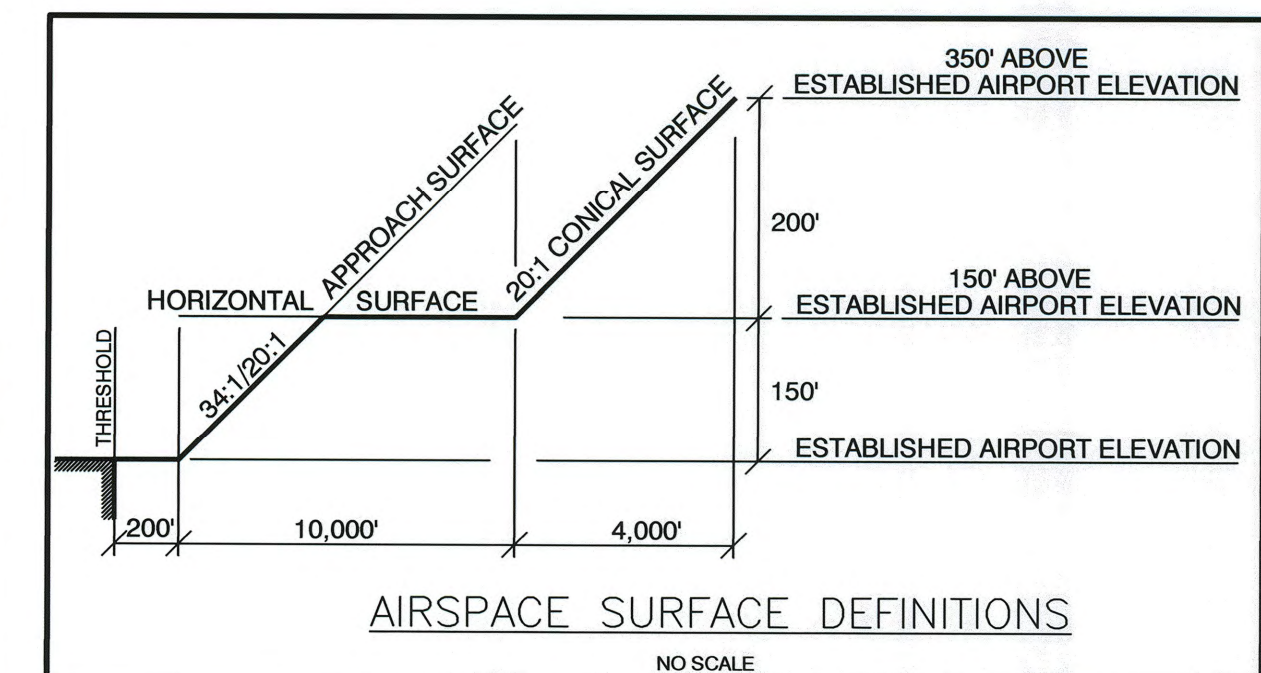 350' ABOVE
ESTABLISHED AIRPORT ELEVATION
APPROACH SURFACE
20:1 CONICAL SURFACE
200'
150' ABOVE
ESTABLISHED AIRPORT ELEVATION
HORIZONTAL SURFACE
THRESHOLD
34:1/20:1
150'
ESTABLISHED AIRPORT ELEVATION
200'
10,000'
4,000'
AIRSPACE SURFACE DEFINITIONS
NO SCALE